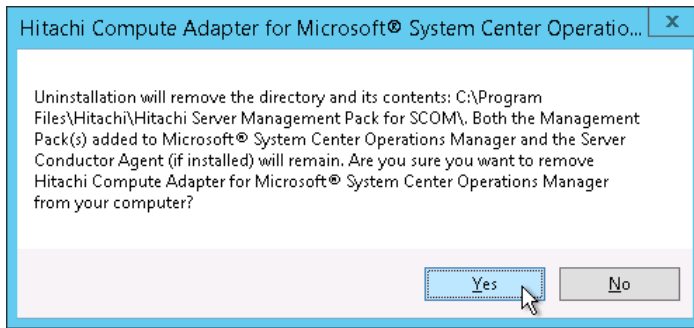 Hitachi Compute Adapter for Microsoft® System Center Operatio...
x
Uninstallation will remove the directory and its contents: C:\Program
Files\Hitachi\Hitachi Server Management Pack for SCOM\. Both the Management
Pack(s) added to Microsoft® System Center Operations Manager and the Server
Conductor Agent (if installed) will remain. Are you sure you want to remove
Hitachi Compute Adapter for Microsoft® System Center Operations Manager
from your computer?
Yes No